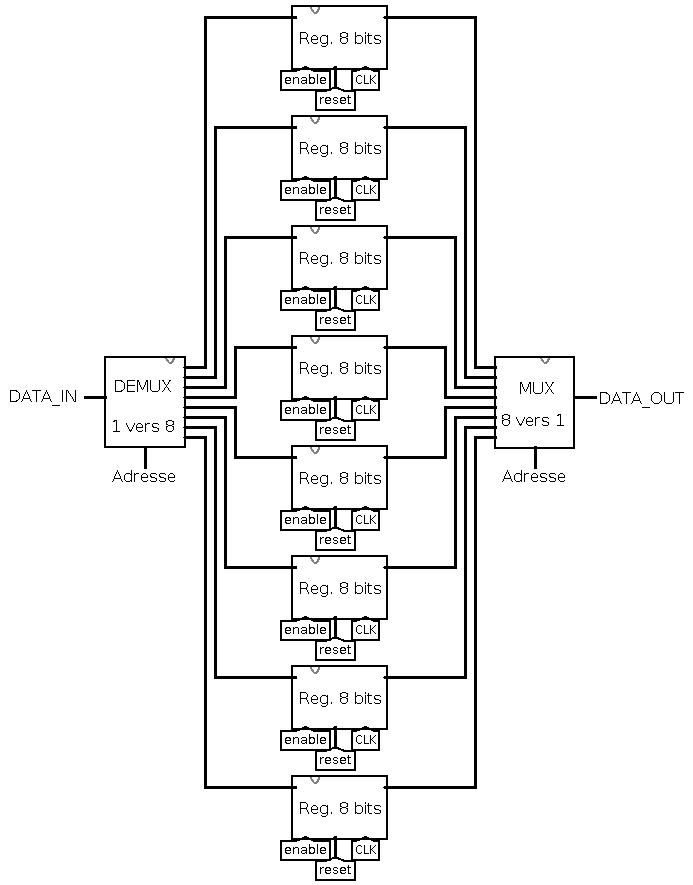 Reg. 8 bits
enable
CLK
reset
Reg. 8 bits
enable
CLK
reset
Reg. 8 bits
enable
CLK
reset
Reg. 8 bits
enable
CLK
reset
DATA_IN
DEMUX
1 vers 8
Adresse
MUX
8 vers 1
DATA_OUT
Adresse
Reg. 8 bits
enable
CLK
reset
Reg. 8 bits
enable
CLK
reset
Reg. 8 bits
enable
CLK
reset
Reg. 8 bits
enable
CLK
reset